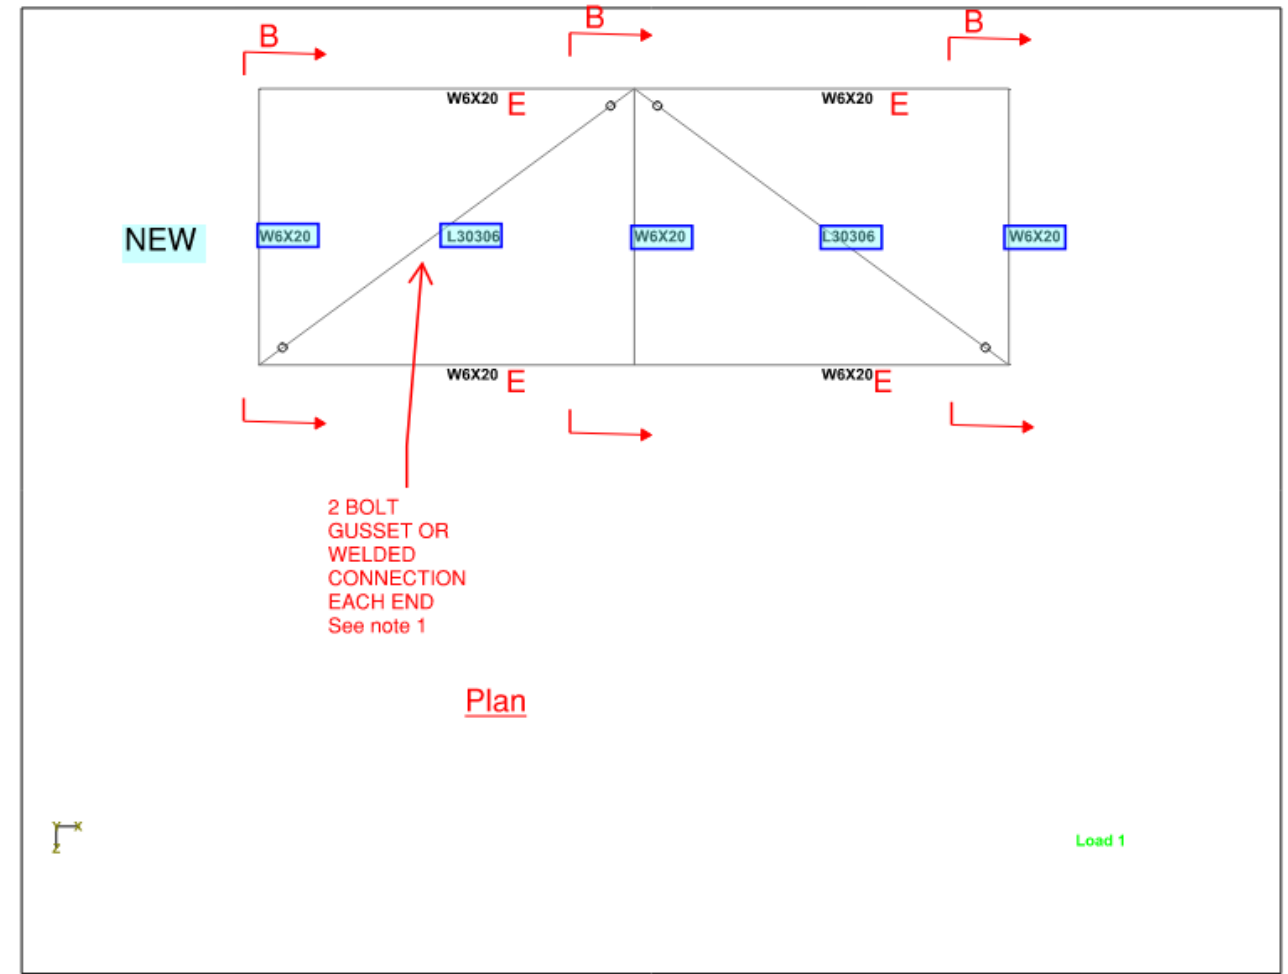 B
B
B
W6X20 E
W6X20 E
NEW
W6X20
L30306
W6X20
L30306
W6X20
W6X20 E
W6X20 E
2 BOLT
GUSSET OR
WELDED
CONNECTION
EACH END
See note 1
Plan
Y X
Z
Load 1